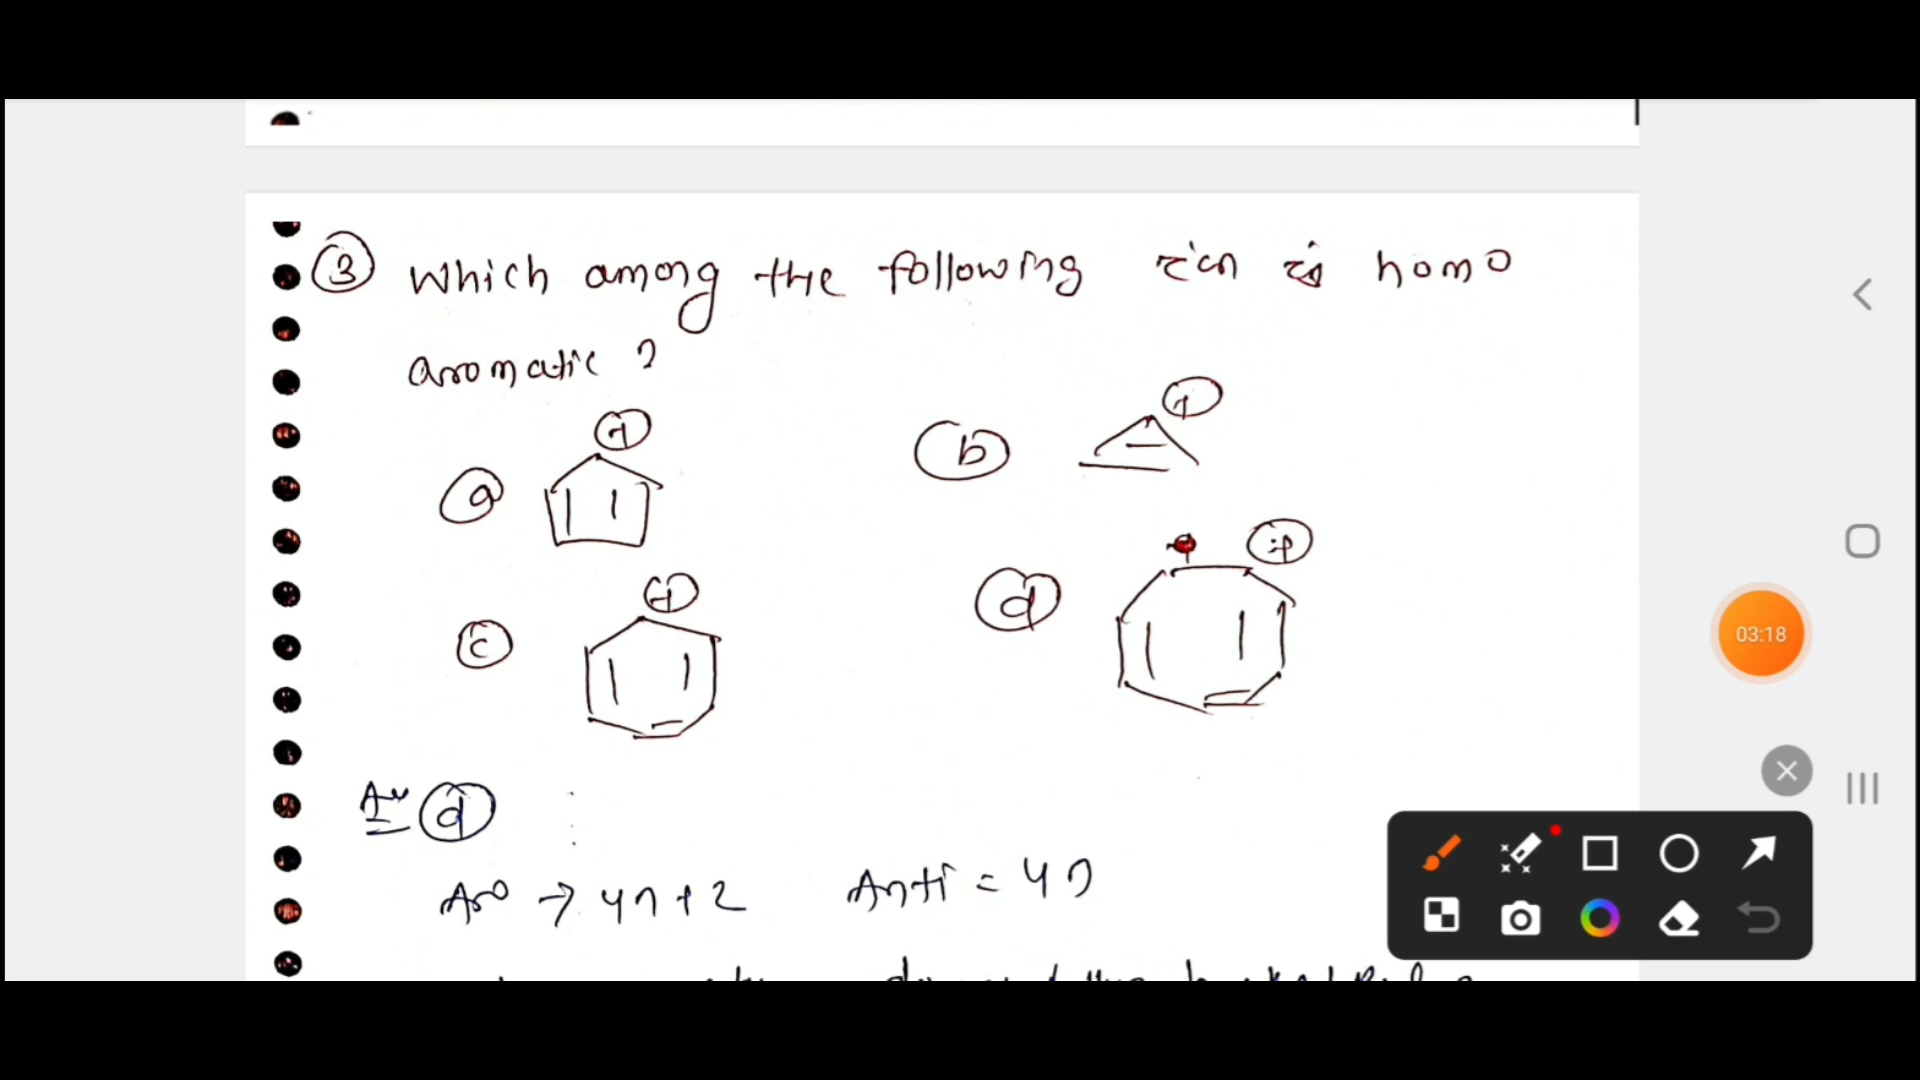 ③ Which among the following ion is homo
aromatic ?
+
ⓐ
ⓑ
+
ⓒ
+
ⓓ
+
Ans ⓓ
Aro → 4n+2 Anti = 4n
03:18